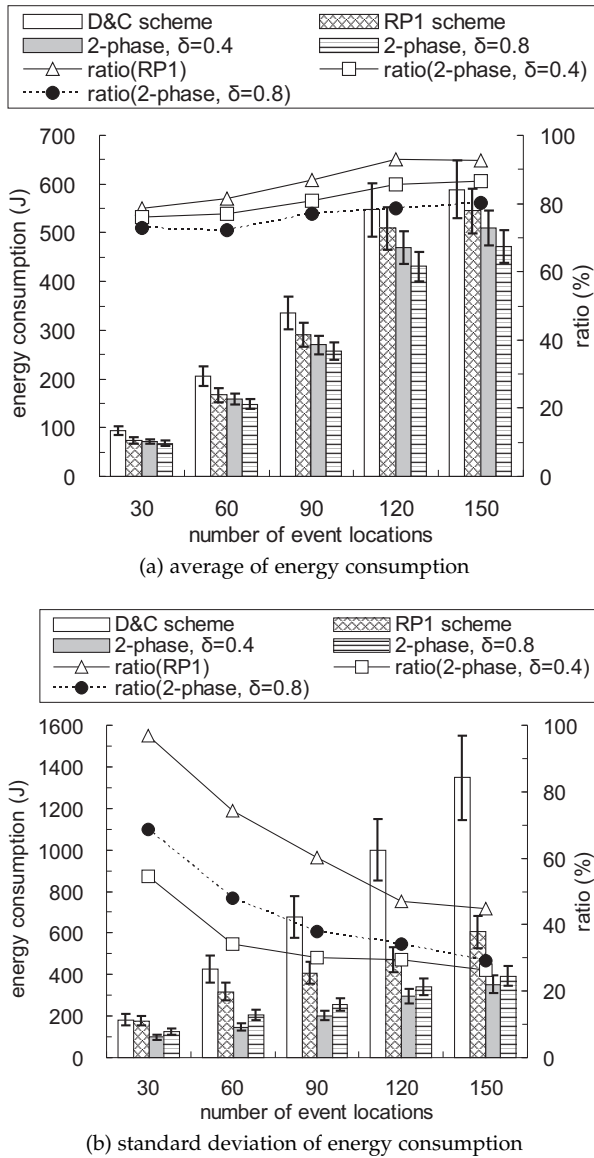 D&C scheme
RP1 scheme
2-phase, δ=0.4
2-phase, δ=0.8
ratio(RP1)
ratio(2-phase, δ=0.4)
ratio(2-phase, δ=0.8)
energy consumption (J)
700
600
500
400
300
200
100
0
100
80
60
40
20
0
ratio (%)
30 60 90 120 150
number of event locations
(a) average of energy consumption
D&C scheme
RP1 scheme
2-phase, δ=0.4
2-phase, δ=0.8
ratio(RP1)
ratio(2-phase, δ=0.4)
ratio(2-phase, δ=0.8)
energy consumption (J)
1600
1400
1200
1000
800
600
400
200
0
100
80
60
40
20
0
ratio (%)
30 60 90 120 150
number of event locations
(b) standard deviation of energy consumption